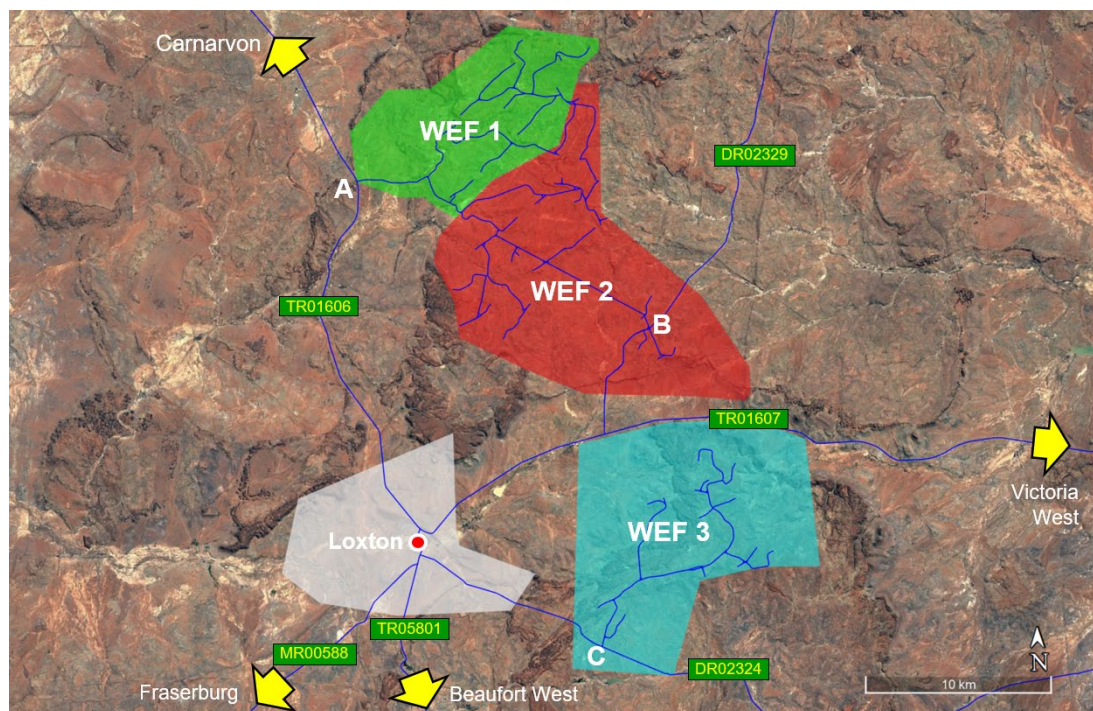 Carnarvon
WEF 1
DR02329
A
TR01606
WEF 2
B
TR01607
Victoria
West
Loxton
WEF 3
TR05801
MR00588
C
DR02324
N
Fraserburg
Beaufort West
10 km